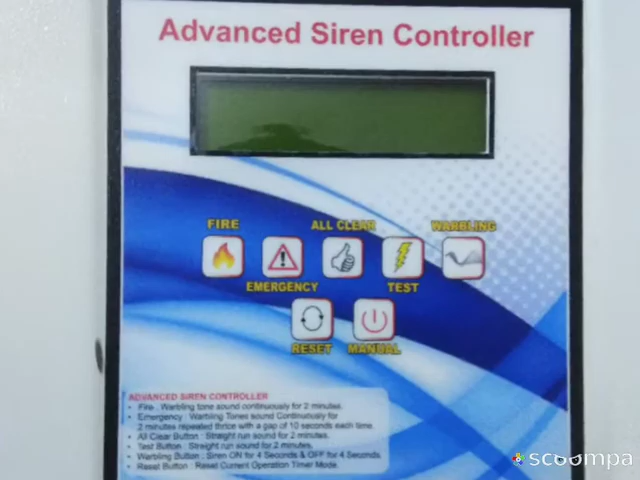 Advanced Siren Controller
FIRE ALL CLEAR WARBLING
EMERGENCY TEST
RESET MANUAL
ADVANCED SIREN CONTROLLER
• Fire : Warbling tone sound continuously for 2 minutes.
• Emergency : Warbling Tones sound Continuously for
2 minutes repeated thrice with a gap of 10 seconds each time.
• All Clear Button : Straight run sound for 2 minutes.
• Test Button : Straight run sound for 2 minutes.
• Warbling Button : Siren ON for 4 Seconds & OFF for 4 Seconds.
• Reset Button : Reset Current Operation Timer Mode.
scoompa